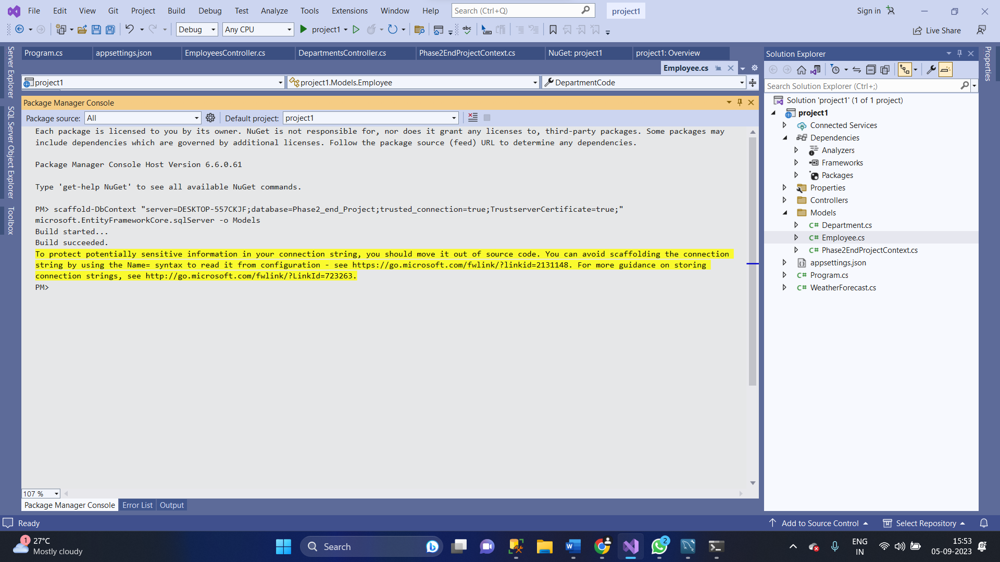 File Edit View Git Project Build Debug Test Analyze Tools Extensions Window Help Search (Ctrl+Q) project1 Sign in
Debug Any CPU project1 Live Share
Program.cs appsettings.json EmployeesController.cs DepartmentsController.cs Phase2EndProjectContext.cs NuGet: project1 project1: Overview
Employee.cs
project1 project1.Models.Employee DepartmentCode
Package Manager Console
Package source: All Default project: project1
Each package is licensed to you by its owner. NuGet is not responsible for, nor does it grant any licenses to, third-party packages. Some packages may
include dependencies which are governed by additional licenses. Follow the package source (feed) URL to determine any dependencies.
Package Manager Console Host Version 6.6.0.61
Type 'get-help NuGet' to see all available NuGet commands.
PM> scaffold-DbContext "server=DESKTOP-557CKJF;database=Phase2_end_Project;trusted_connection=true;TrustserverCertificate=true;"
microsoft.EntityFrameworkCore.sqlServer -o Models
Build started...
Build succeeded.
To protect potentially sensitive information in your connection string, you should move it out of source code. You can avoid scaffolding the connection
string by using the Name= syntax to read it from configuration - see https://go.microsoft.com/fwlink/?linkid=2131148. For more guidance on storing
connection strings, see http://go.microsoft.com/fwlink/?LinkId=723263.
PM>
107 %
Package Manager Console Error List Output
Server Explorer
SQL Server Object Explorer
Toolbox
Solution Explorer
Search Solution Explorer (Ctrl+;)
Solution 'project1' (1 of 1 project)
project1
Connected Services
Dependencies
Analyzers
Frameworks
Packages
Properties
Controllers
Models
C# Department.cs
C# Employee.cs
C# Phase2EndProjectContext.cs
appsettings.json
C# Program.cs
C# WeatherForecast.cs
Properties
Ready Add to Source Control Select Repository
1 27°C
Mostly cloudy
Search
2
ENG
IN
15:53
05-09-2023